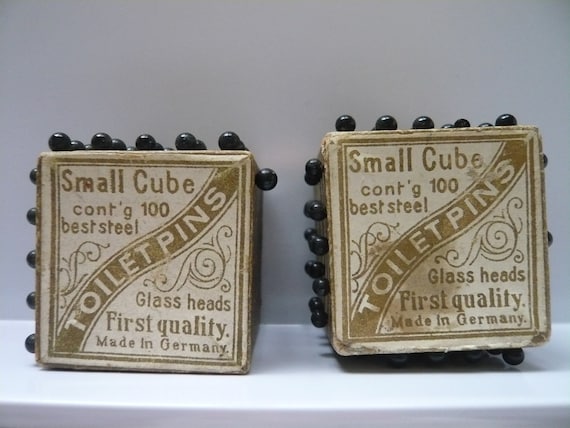 Small Cube
cont'g 100
best steel
TOILET PINS
Glass heads
First quality.
Made in Germany.
Small Cube
cont'g 100
best steel
TOILET PINS
Glass heads
First quality.
Made in Germany.